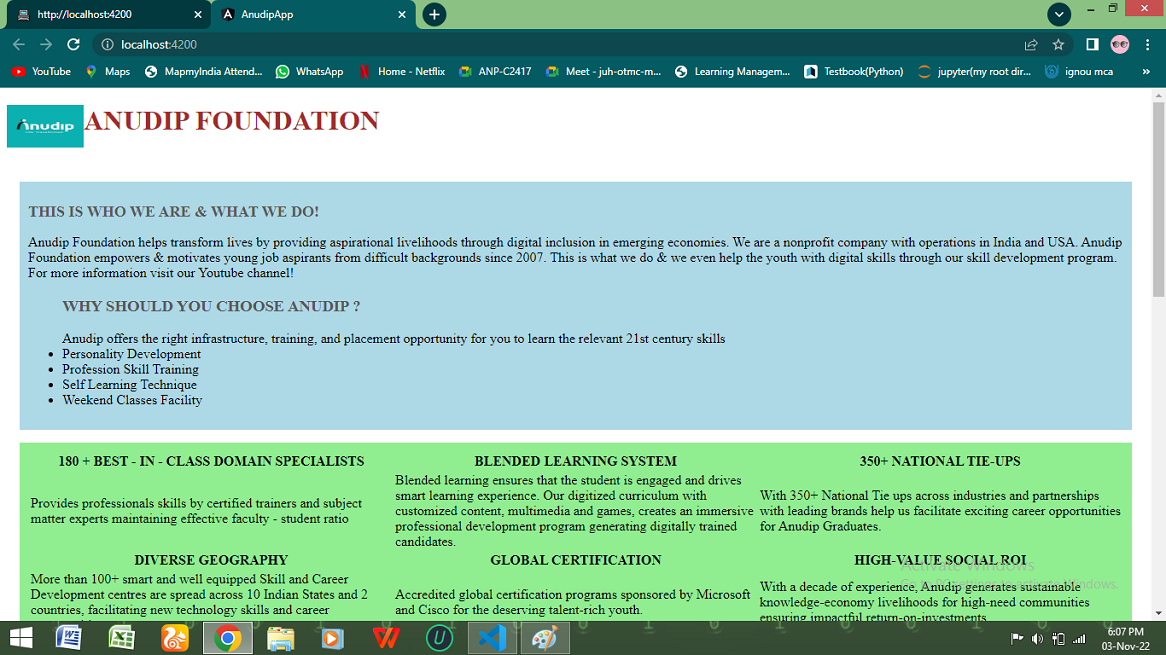 http://localhost:4200
AnudipApp
localhost:4200
YouTube
Maps
MapmyIndia Attend...
WhatsApp
Home - Netflix
ANP-C2417
Meet - juh-otmc-m...
Learning Managem...
Testbook(Python)
jupyter(my root dir...
ignou mca
»
Anudip
ANUDIP FOUNDATION
THIS IS WHO WE ARE & WHAT WE DO!
Anudip Foundation helps transform lives by providing aspirational livelihoods through digital inclusion in emerging economies. We are a nonprofit company with operations in India and USA. Anudip
Foundation empowers & motivates young job aspirants from difficult backgrounds since 2007. This is what we do & we even help the youth with digital skills through our skill development program.
For more information visit our Youtube channel!
WHY SHOULD YOU CHOOSE ANUDIP ?
Anudip offers the right infrastructure, training, and placement opportunity for you to learn the relevant 21st century skills
• Personality Development
• Profession Skill Training
• Self Learning Technique
• Weekend Classes Facility
180 + BEST - IN - CLASS DOMAIN SPECIALISTS
Provides professionals skills by certified trainers and subject
matter experts maintaining effective faculty - student ratio
BLENDED LEARNING SYSTEM
Blended learning ensures that the student is engaged and drives
smart learning experience. Our digitized curriculum with
customized content, multimedia and games, creates an immersive
professional development program generating digitally trained
candidates.
350+ NATIONAL TIE-UPS
With 350+ National Tie ups across industries and partnerships
with leading brands help us facilitate exciting career opportunities
for Anudip Graduates.
DIVERSE GEOGRAPHY
More than 100+ smart and well equipped Skill and Career
Development centres are spread across 10 Indian States and 2
countries, facilitating new technology skills and career
GLOBAL CERTIFICATION
Accredited global certification programs sponsored by Microsoft
and Cisco for the deserving talent-rich youth.
HIGH-VALUE SOCIAL ROI
With a decade of experience, Anudip generates sustainable
knowledge-economy livelihoods for high-need communities
ensuring impactful return-on-investments
Activate Windows
Go to PC settings to activate Windows.
6:07 PM
03-Nov-22